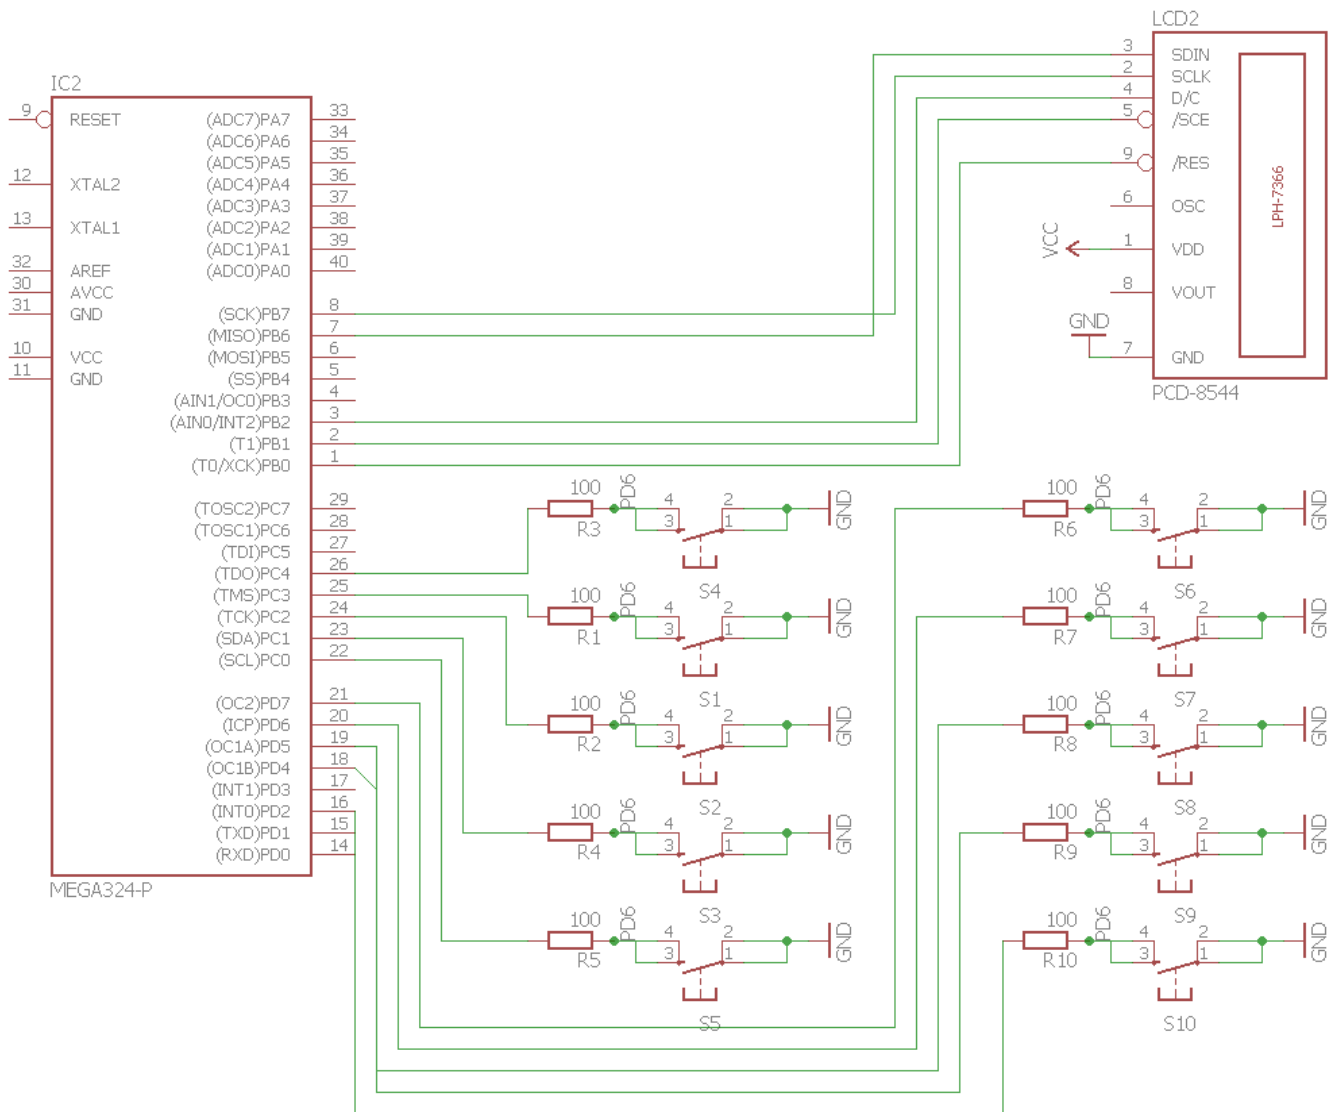 LCD2
IC2
9 RESET
12 XTAL2
13 XTAL1
32 AREF
30 AVCC
31 GND
10 VCC
11 GND
(ADC7)PA7 33
(ADC6)PA6 34
(ADC5)PA5 35
(ADC4)PA4 36
(ADC3)PA3 37
(ADC2)PA2 38
(ADC1)PA1 39
(ADC0)PA0 40
(SCK)PB7 8
(MISO)PB6 7
(MOSI)PB5 6
(SS)PB4 5
(AIN1/OC0)PB3 4
(AIN0/INT2)PB2 3
(T1)PB1 2
(T0/XCK)PB0 1
(TOSC2)PC7 29
(TOSC1)PC6 28
(TDI)PC5 27
(TDO)PC4 26
(TMS)PC3 25
(TCK)PC2 24
(SDA)PC1 23
(SCL)PC0 22
(OC2)PD7 21
(ICP)PD6 20
(OC1A)PD5 19
(OC1B)PD4 18
(INT1)PD3 17
(INT0)PD2 16
(TXD)PD1 15
(RXD)PD0 14
MEGA324-P
3 SDIN
2 SCLK
4 D/C
5 /SCE
9 /RES
6 OSC
VCC
1 VDD
8 VOUT
GND
7 GND
LPH-7366
PCD-8544
100 PD6 4 2 GND
R3 3 1
S4
100 PD6 4 2 GND
R1 3 1
S1
100 PD6 4 2 GND
R2 3 1
S2
100 PD6 4 2 GND
R4 3 1
S3
100 PD6 4 2 GND
R5 3 1
S5
100 PD6 4 2 GND
R6 3 1
S6
100 PD6 4 2 GND
R7 3 1
S7
100 PD6 4 2 GND
R8 3 1
S8
100 PD6 4 2 GND
R9 3 1
S9
100 PD6 4 2 GND
R10 3 1
S10